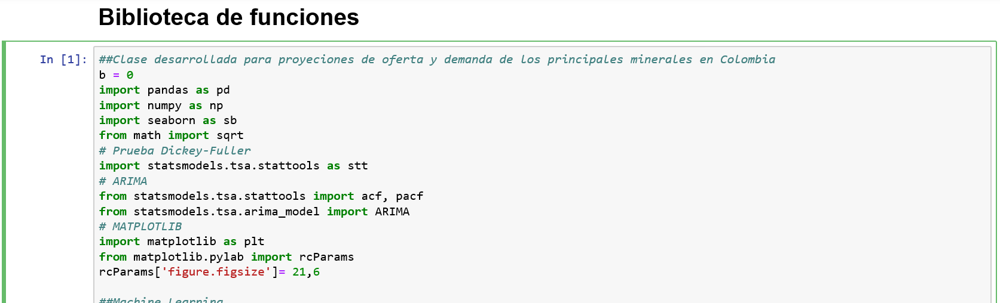 Biblioteca de funciones
In [1]: ##Clase desarrollada para proyeciones de oferta y demanda de los principales minerales en Colombia
b = 0
import pandas as pd
import numpy as np
import seaborn as sb
from math import sqrt
# Prueba Dickey-Fuller
import statsmodels.tsa.stattools as stt
# ARIMA
from statsmodels.tsa.stattools import acf, pacf
from statsmodels.tsa.arima_model import ARIMA
# MATPLOTLIB
import matplotlib as plt
from matplotlib.pylab import rcParams
rcParams['figure.figsize']= 21,6
##Machine Learning